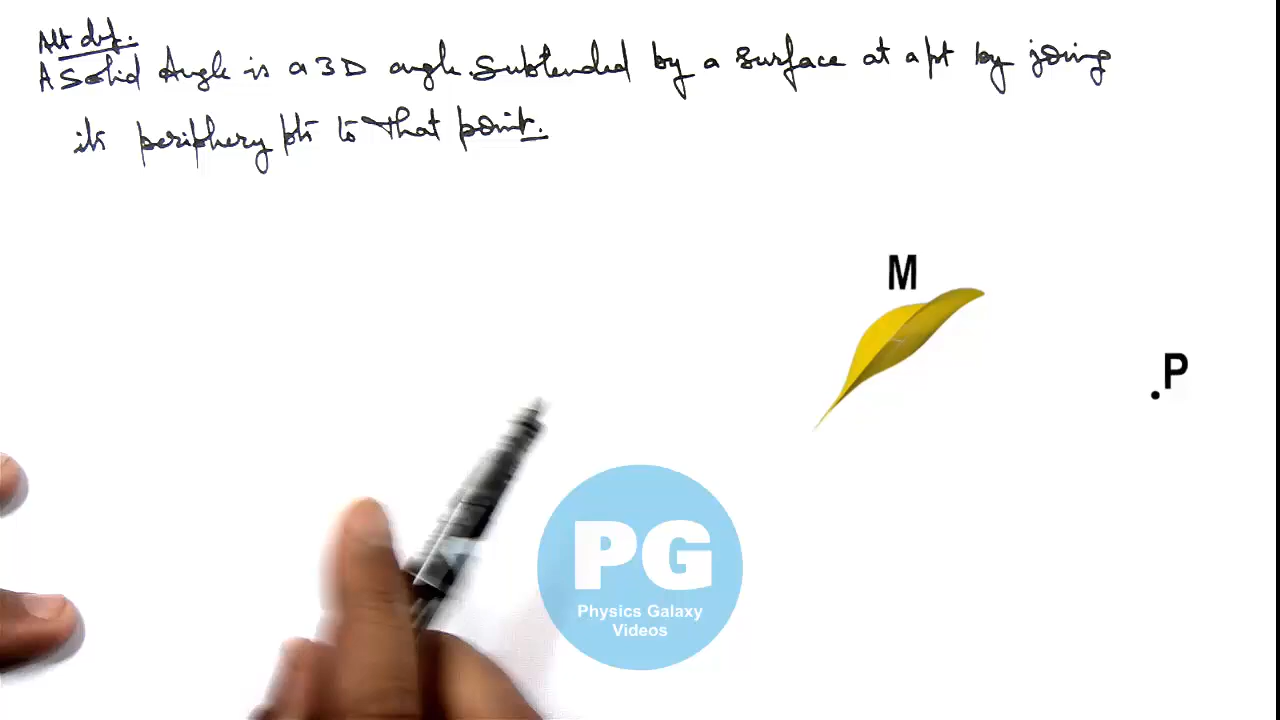 Alt def.
A Solid Angle is a 3D angle subtended by a surface at a pt by joing
its periphery pts to that point.
M
P
PG
Physics Galaxy
Videos